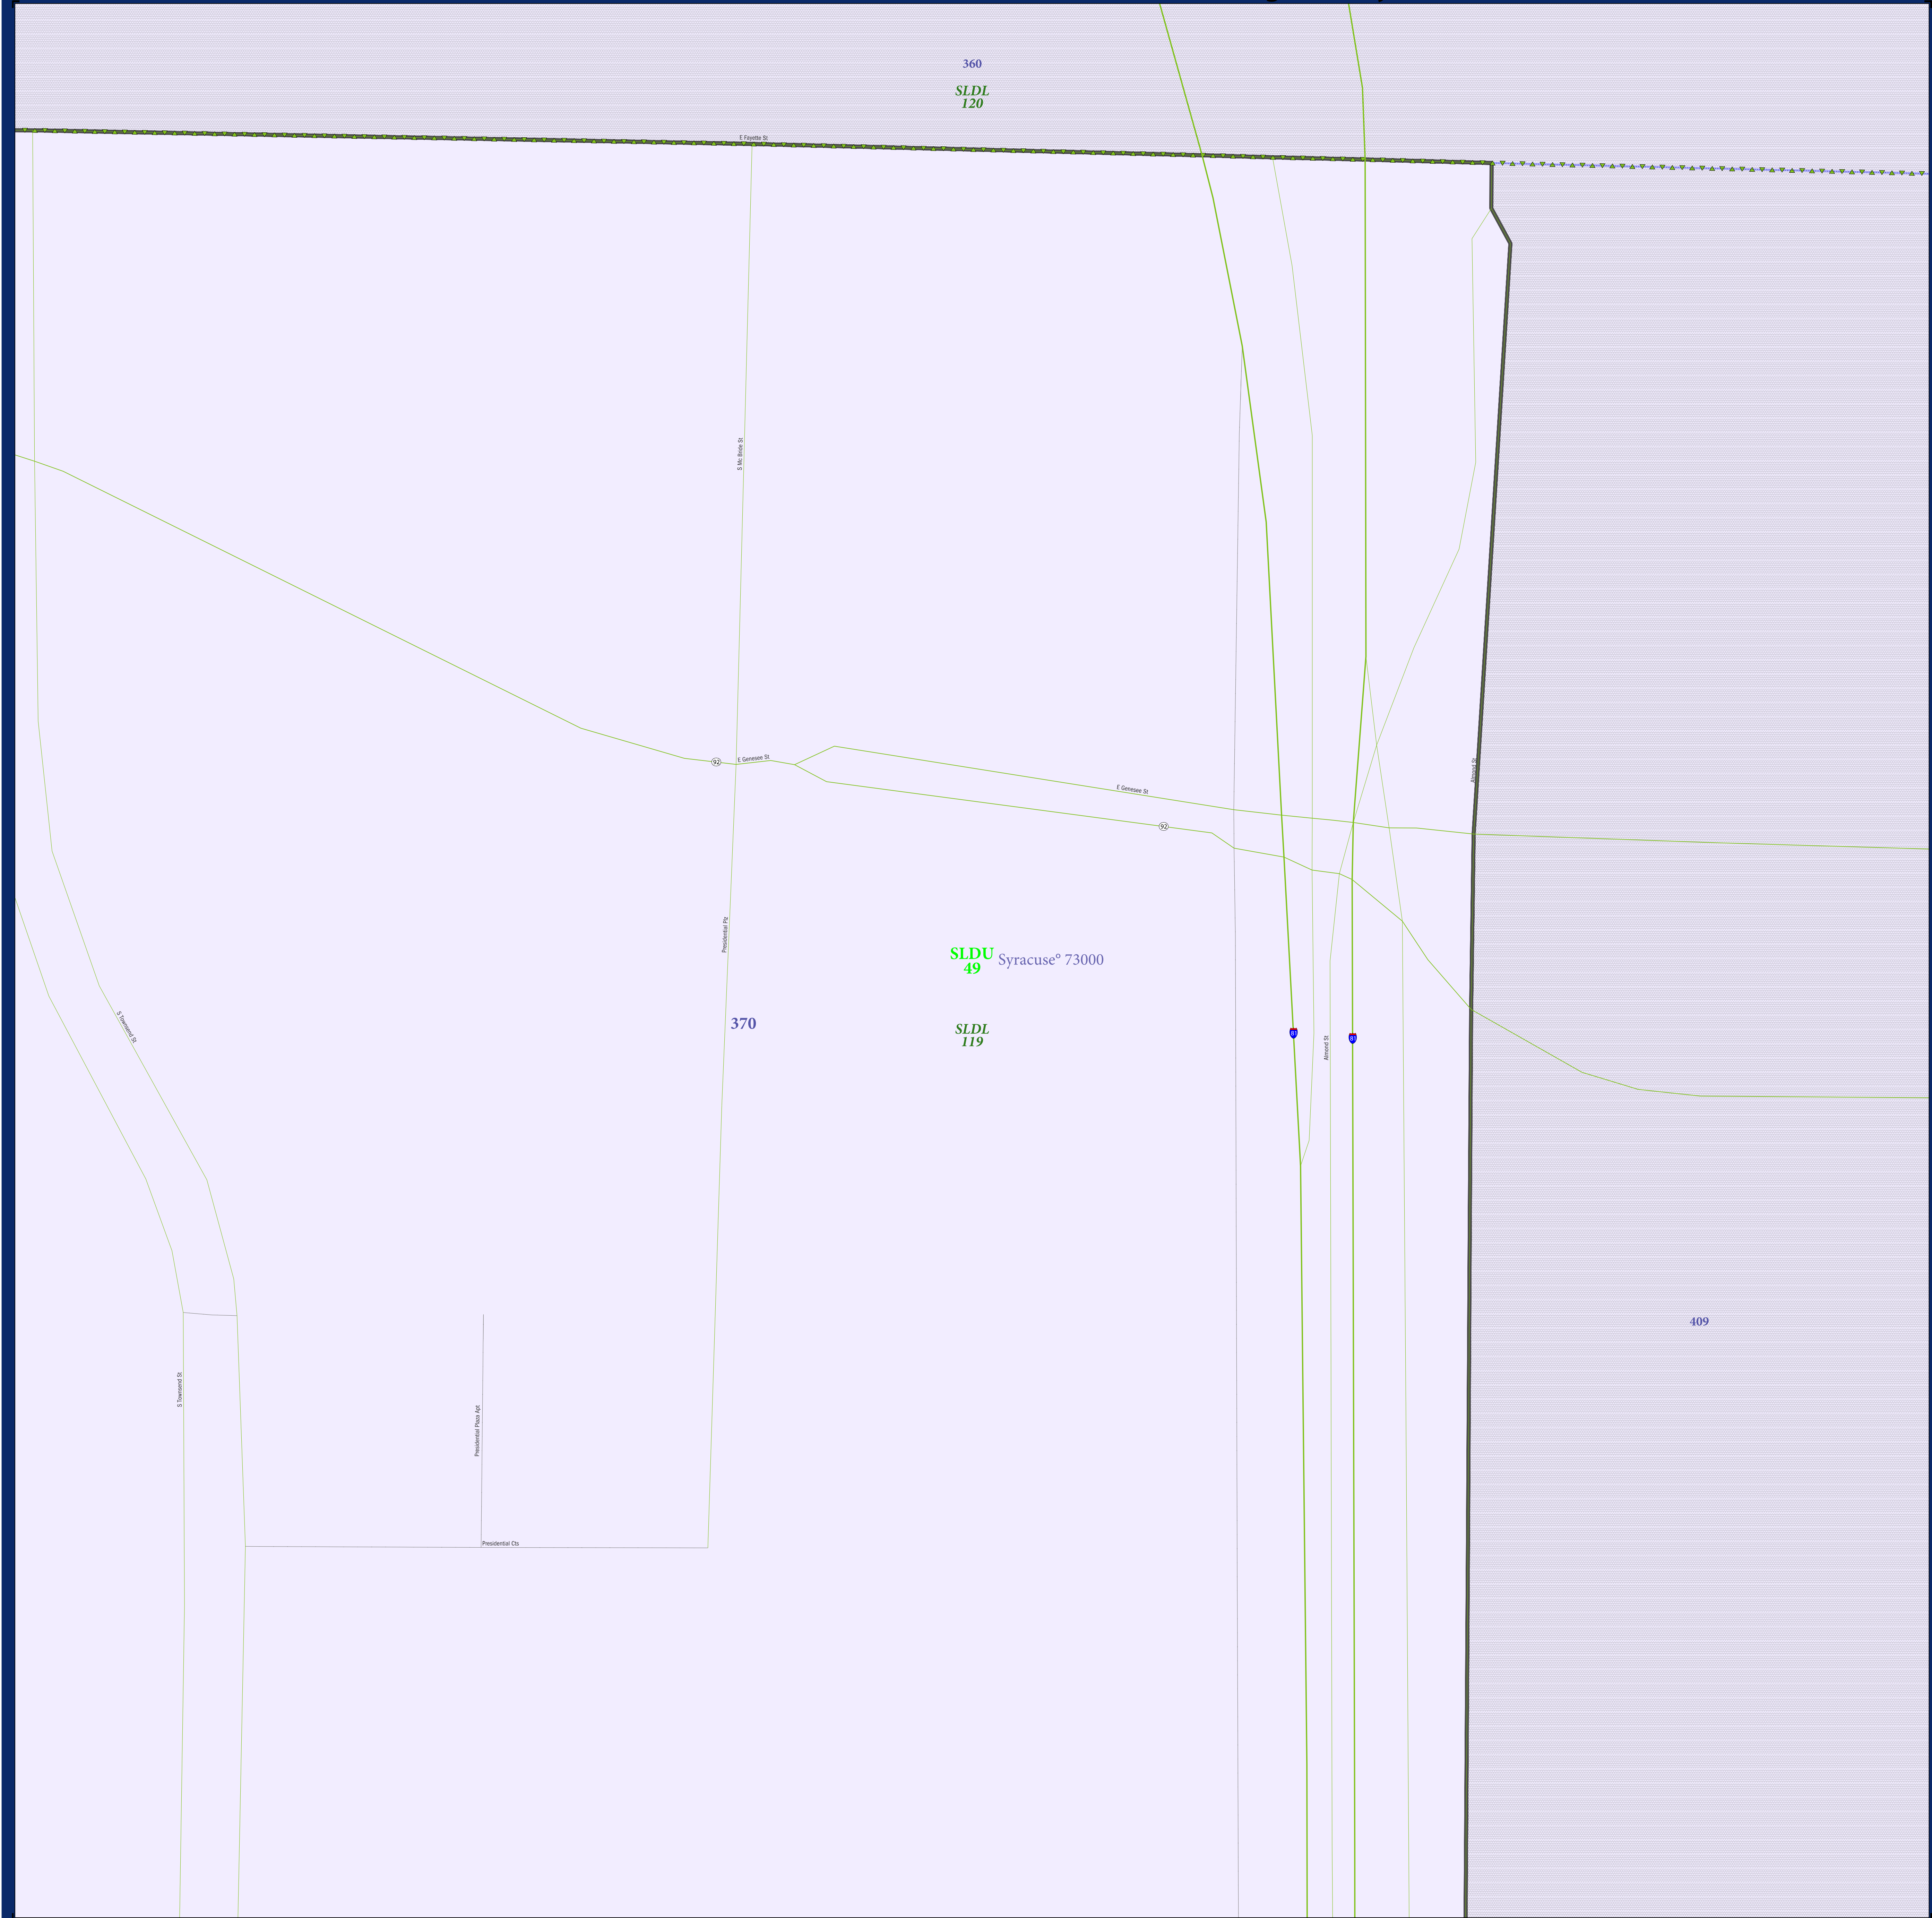 360
SLDL
120
E Fayette St
S Mc Bride St
92
E Genesee St
Almond St
E Genesee St
92
Presidential Plz
SLDU
49
Syracuse° 73000
370
SLDL
119
S Townsend St
81
81
Almond St
409
S Townsend St
Presidential Plaza Apt
Presidential Cts